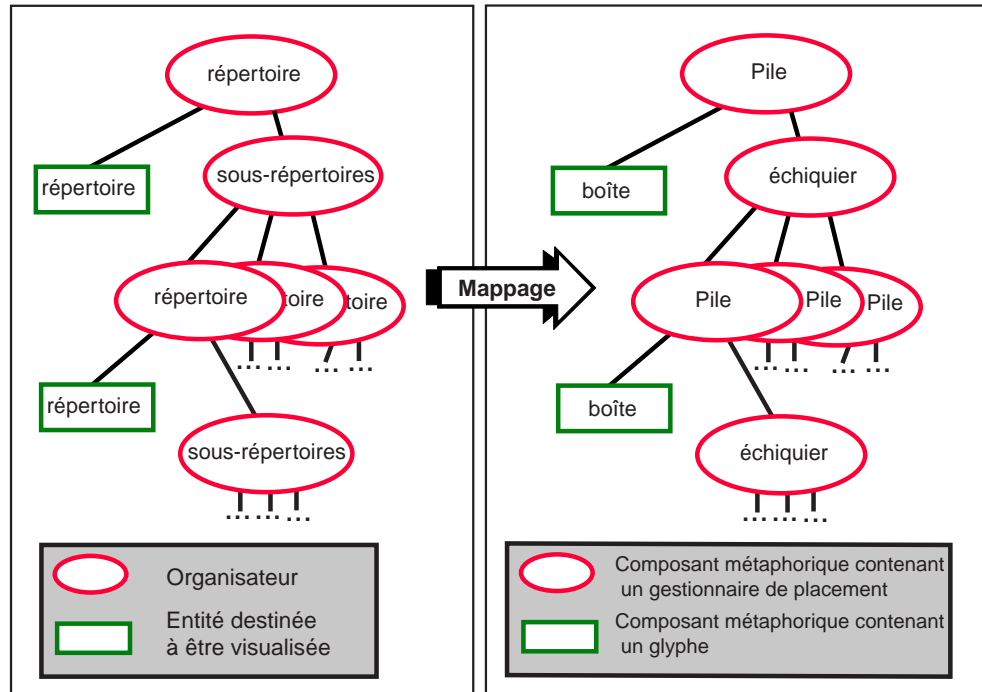 répertoire
répertoire
sous-répertoires
répertoire
toire
toire
... ... ... ...
répertoire
sous-répertoires
... ... ...
Organisateur
Entité destinée
à être visualisée
Mappage
Pile
boîte
échiquier
Pile
Pile
Pile
... ... ... ...
boîte
échiquier
... ... ...
Composant métaphorique contenant
un gestionnaire de placement
Composant métaphorique contenant
un glyphe